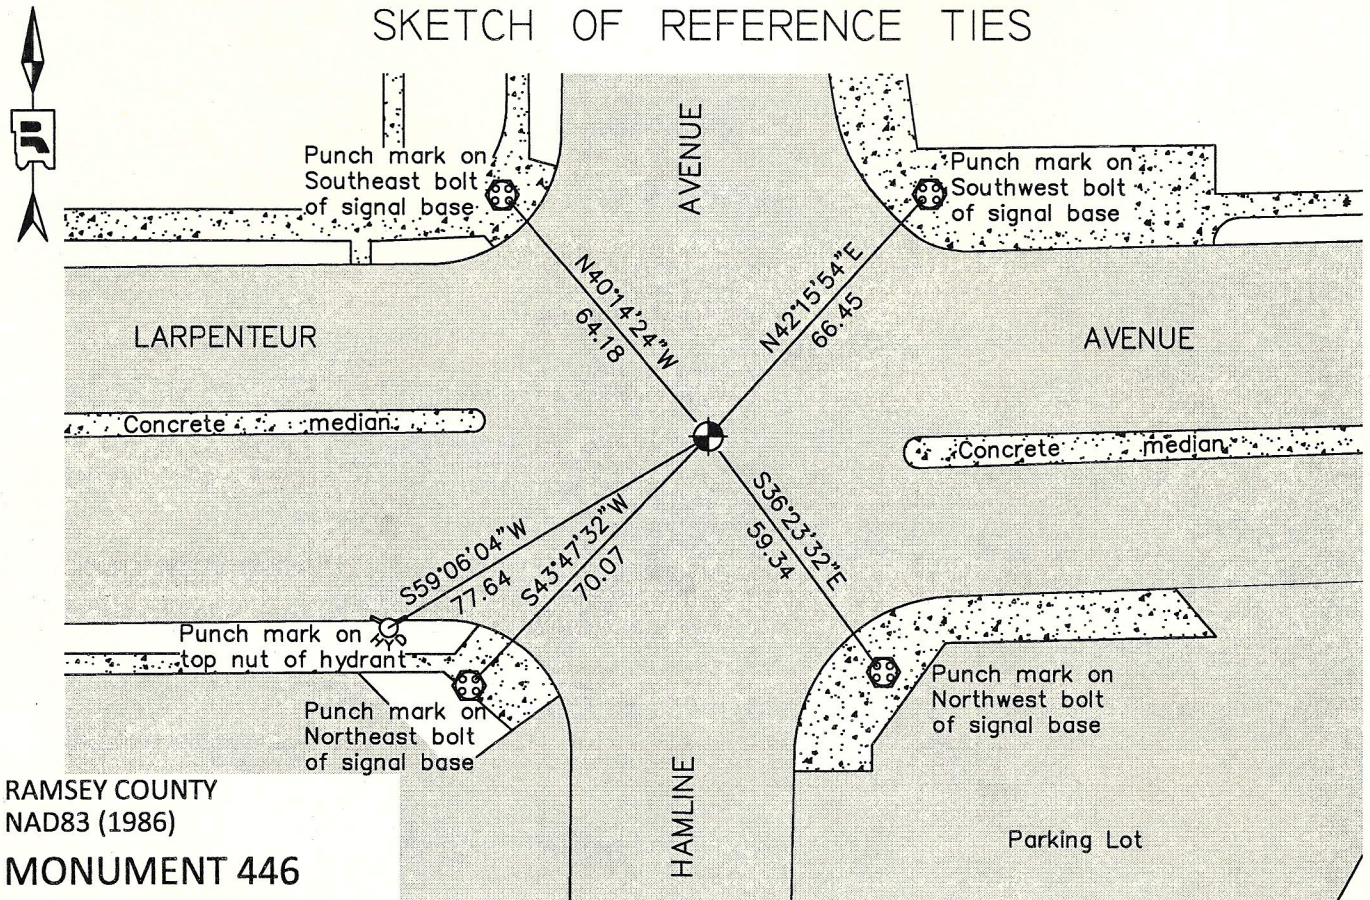 SKETCH OF REFERENCE TIES
AVENUE
Punch mark on
Southeast bolt
of signal base
Punch mark on
Southwest bolt
of signal base
N40°14'24"W
64.18
N42°15'54"E
66.45
LARPENTEUR
AVENUE
Concrete median
Concrete median
S59°06'04"W
77.64
S43°47'32"W
70.07
S36°23'32"E
59.34
Punch mark on
top nut of hydrant
Punch mark on
Northeast bolt
of signal base
Punch mark on
Northwest bolt
of signal base
HAMLINE
Parking Lot
RAMSEY COUNTY
NAD83 (1986)
MONUMENT 446